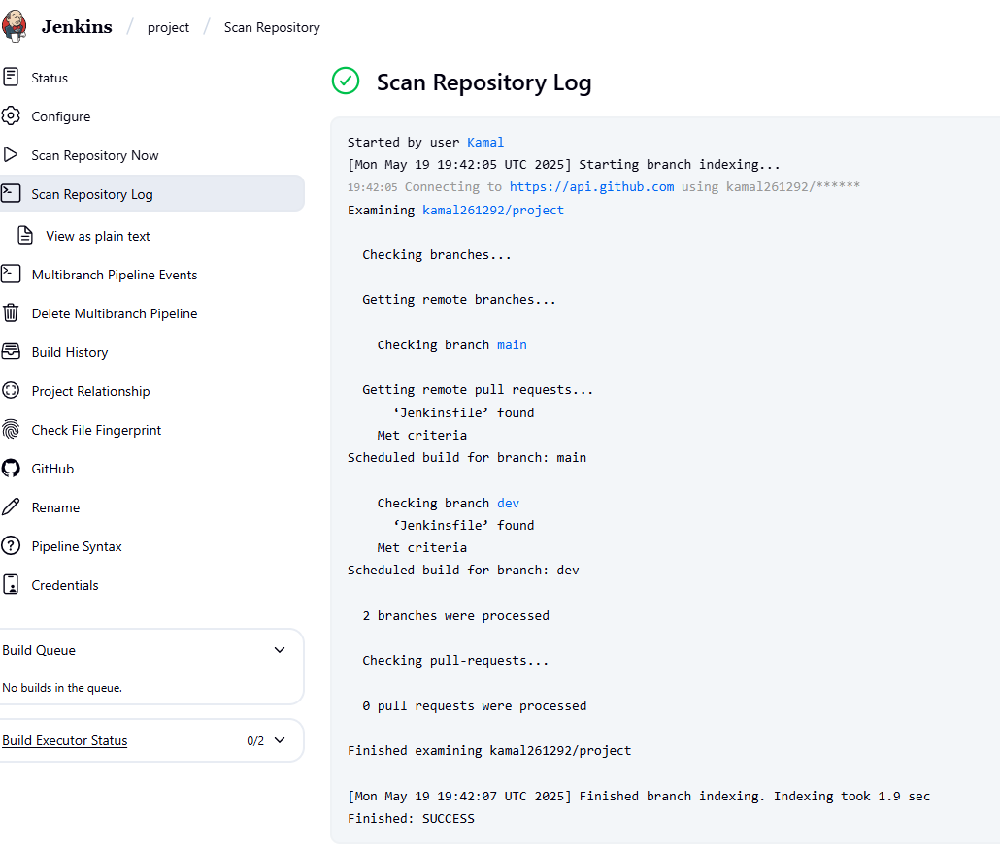 Jenkins / project / Scan Repository
Status
Configure
Scan Repository Now
Scan Repository Log
View as plain text
Multibranch Pipeline Events
Delete Multibranch Pipeline
Build History
Project Relationship
Check File Fingerprint
GitHub
Rename
Pipeline Syntax
Credentials
Build Queue
No builds in the queue.
Build Executor Status 0/2
Scan Repository Log
Started by user Kamal
[Mon May 19 19:42:05 UTC 2025] Starting branch indexing...
19:42:05 Connecting to https://api.github.com using kamal261292/******
Examining kamal261292/project
Checking branches...
Getting remote branches...
Checking branch main
Getting remote pull requests...
‘Jenkinsfile’ found
Met criteria
Scheduled build for branch: main
Checking branch dev
‘Jenkinsfile’ found
Met criteria
Scheduled build for branch: dev
2 branches were processed
Checking pull-requests...
0 pull requests were processed
Finished examining kamal261292/project
[Mon May 19 19:42:07 UTC 2025] Finished branch indexing. Indexing took 1.9 sec
Finished: SUCCESS